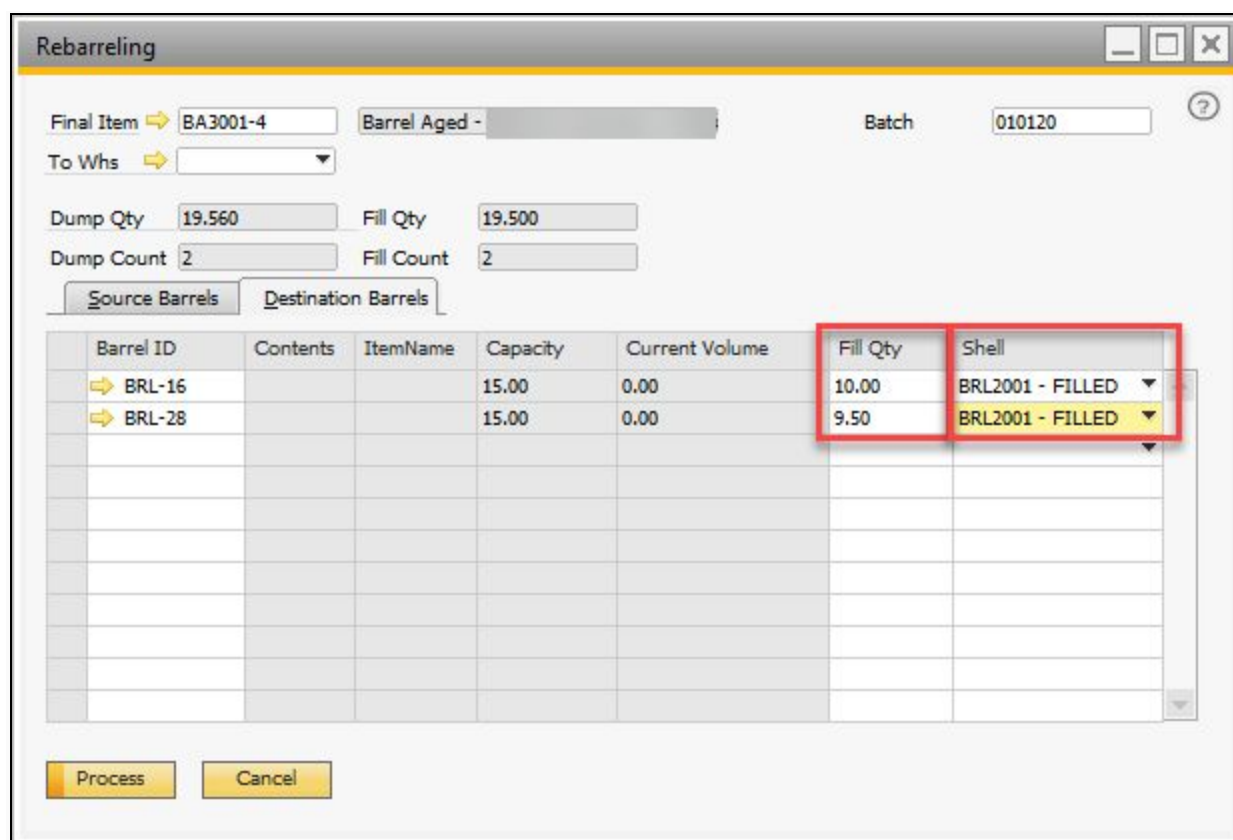 Rebarreling
Final Item BA3001-4 Barrel Aged - Batch 010120 ?
To Whs
Dump Qty 19.560 Fill Qty 19.500
Dump Count 2 Fill Count 2
Source Barrels Destination Barrels
Barrel ID Contents ItemName Capacity Current Volume Fill Qty Shell
BRL-16 15.00 0.00 10.00 BRL2001 - FILLED
BRL-28 15.00 0.00 9.50 BRL2001 - FILLED
Process Cancel